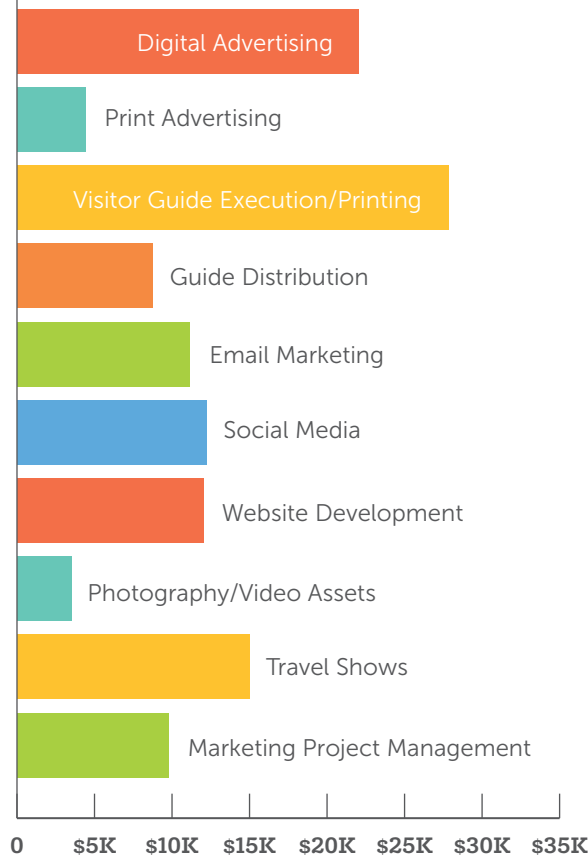 Digital Advertising
Print Advertising
Visitor Guide Execution/Printing
Guide Distribution
Email Marketing
Social Media
Website Development
Photography/Video Assets
Travel Shows
Marketing Project Management
0 $5K $10K $15K $20K $25K $30K $35K